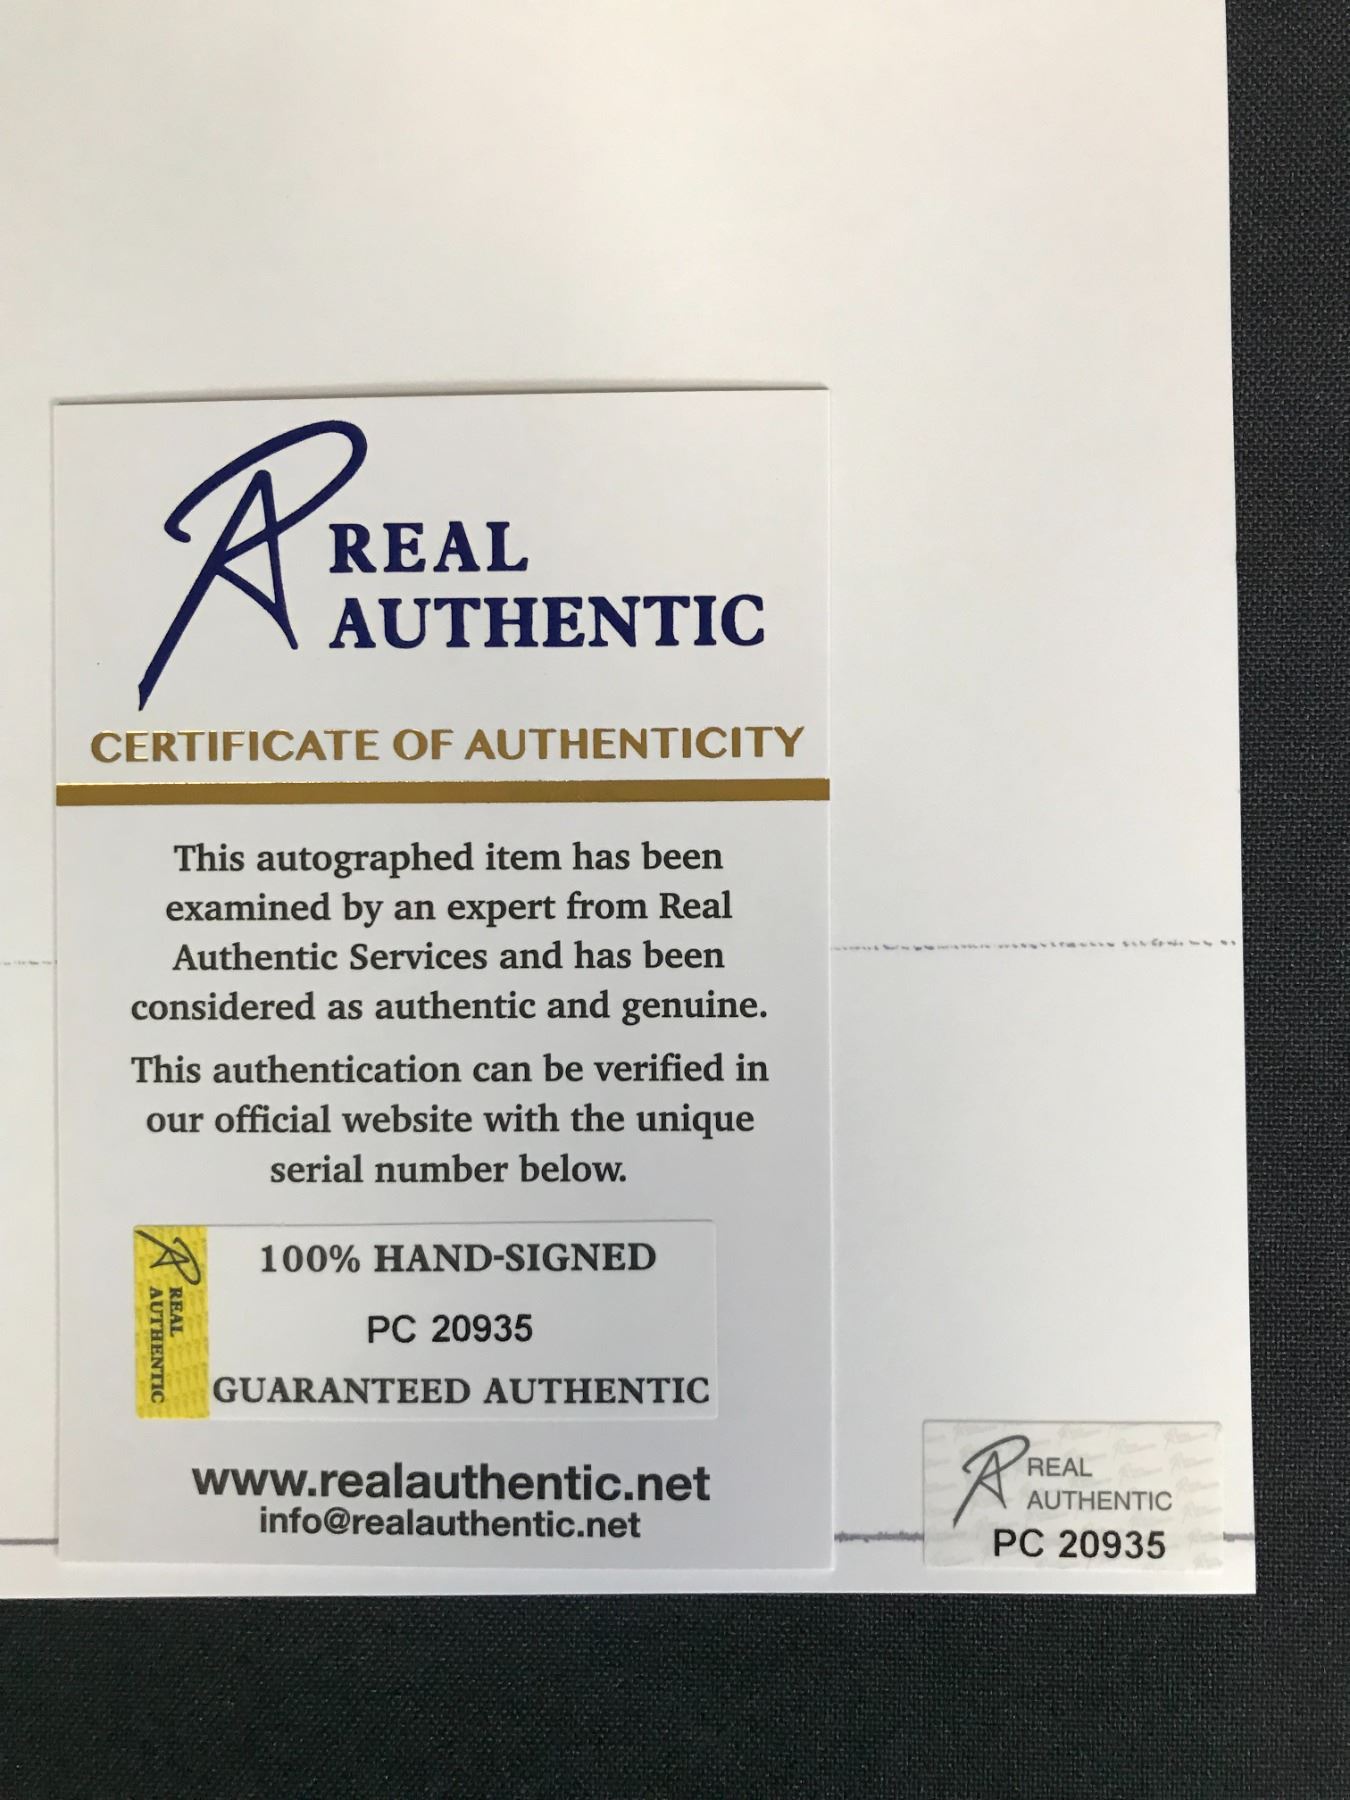 REAL
AUTHENTIC
CERTIFICATE OF AUTHENTICITY
This autographed item has been
examined by an expert from Real
Authentic Services and has been
considered as authentic and genuine.
This authentication can be verified in
our official website with the unique
serial number below.
REAL
AUTHENTIC
100% HAND-SIGNED
PC 20935
GUARANTEED AUTHENTIC
www.realauthentic.net
info@realauthentic.net
REAL
AUTHENTIC
PC 20935